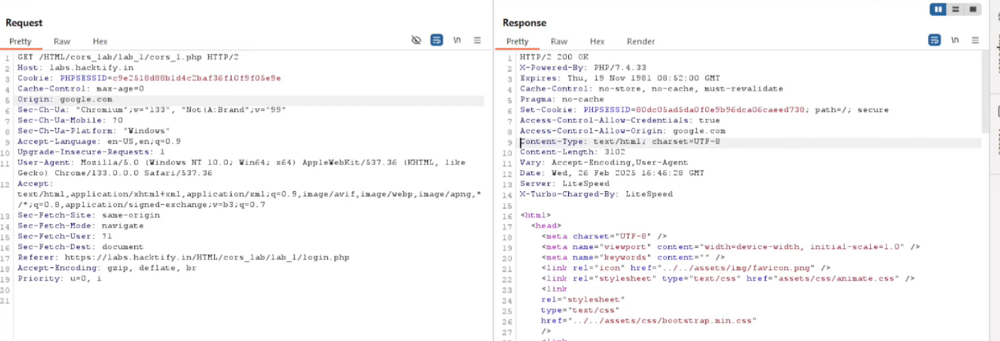 Request
Pretty Raw Hex \n
1 GET /HTML/cors_lab/lab_1/cors_1.php HTTP/2
2 Host: labs.hacktify.in
3 Cookie: PHPSESSID=c9e2518d88b1d4c2baf36f10f9f05e9e
4 Cache-Control: max-age=0
5 Origin: google.com
6 Sec-Ch-Ua: "Chromium";v="133", "Not(A:Brand";v="99"
7 Sec-Ch-Ua-Mobile: ?0
8 Sec-Ch-Ua-Platform: "Windows"
9 Accept-Language: en-US,en;q=0.9
10 Upgrade-Insecure-Requests: 1
11 User-Agent: Mozilla/5.0 (Windows NT 10.0; Win64; x64) AppleWebKit/537.36 (KHTML, like
Gecko) Chrome/133.0.0.0 Safari/537.36
12 Accept:
text/html,application/xhtml+xml,application/xml;q=0.9,image/avif,image/webp,image/apng,*
/*;q=0.8,application/signed-exchange;v=b3;q=0.7
13 Sec-Fetch-Site: same-origin
14 Sec-Fetch-Mode: navigate
15 Sec-Fetch-User: ?1
16 Sec-Fetch-Dest: document
17 Referer: https://labs.hacktify.in/HTML/cors_lab/lab_1/login.php
18 Accept-Encoding: gzip, deflate, br
19 Priority: u=0, i
20
21
Response
Pretty Raw Hex Render \n
1 HTTP/2 200 OK
2 X-Powered-By: PHP/7.4.33
3 Expires: Thu, 19 Nov 1981 08:52:00 GMT
4 Cache-Control: no-store, no-cache, must-revalidate
5 Pragma: no-cache
6 Set-Cookie: PHPSESSID=80dc05ad5da0f0e9b96dca06caeed738; path=/; secure
7 Access-Control-Allow-Credentials: true
8 Access-Control-Allow-Origin: google.com
9 Content-Type: text/html; charset=UTF-8
10 Content-Length: 3102
11 Vary: Accept-Encoding,User-Agent
12 Date: Wed, 26 Feb 2025 16:46:28 GMT
13 Server: LiteSpeed
14 X-Turbo-Charged-By: LiteSpeed
15
16 <html>
17 <head>
18 <meta charset="UTF-8" />
19 <meta name="viewport" content="width=device-width, initial-scale=1.0" />
20 <meta name="keywords" content="" />
21 <link rel="icon" href="../../assets/img/favicon.png" />
22 <link rel="stylesheet" type="text/css" href="assets/css/animate.css" />
23 <link
24 rel="stylesheet"
25 type="text/css"
26 href="../../assets/css/bootstrap.min.css"
27 />